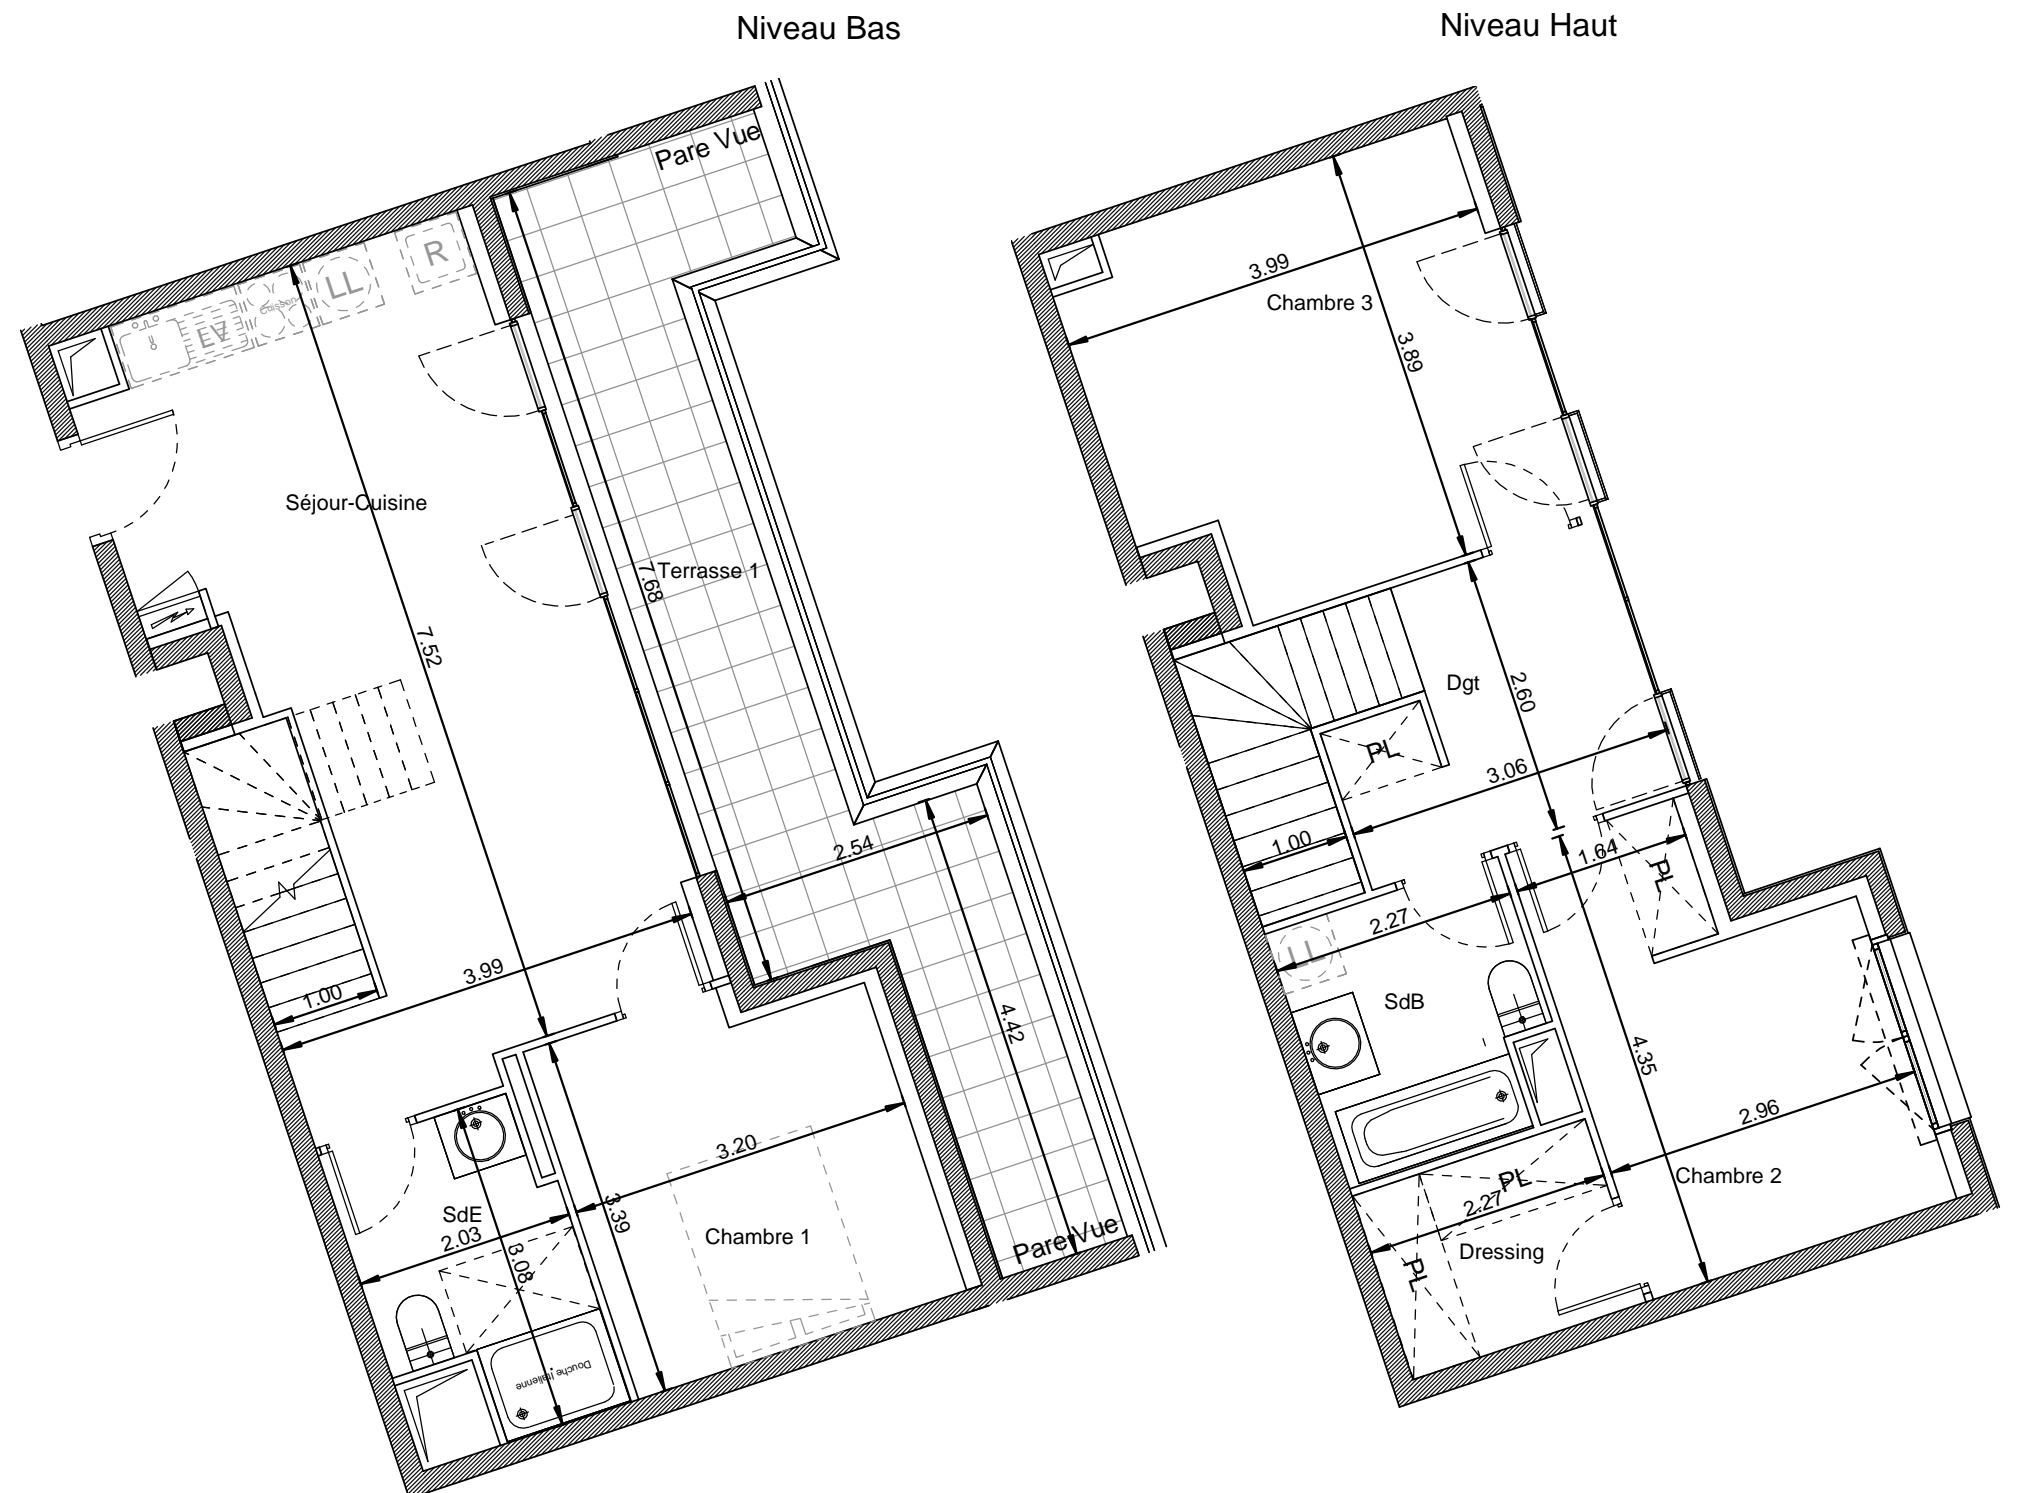 Niveau Bas
Niveau Haut
Pare Vue
R
LL
Cuisson
EV
Séjour-Cuisine
7.52
7.68
Terrasse 1
2.54
3.99
1.00
4.42
3.20
3.39
SdE
2.03
3.08
Chambre 1
Pare Vue
Douche Italienne
3.99
Chambre 3
3.89
Dgt
2.60
PL
3.06
1.00
1.64
PL
2.27
LL
SdB
4.35
2.96
PL
2.27
Chambre 2
Dressing
PL